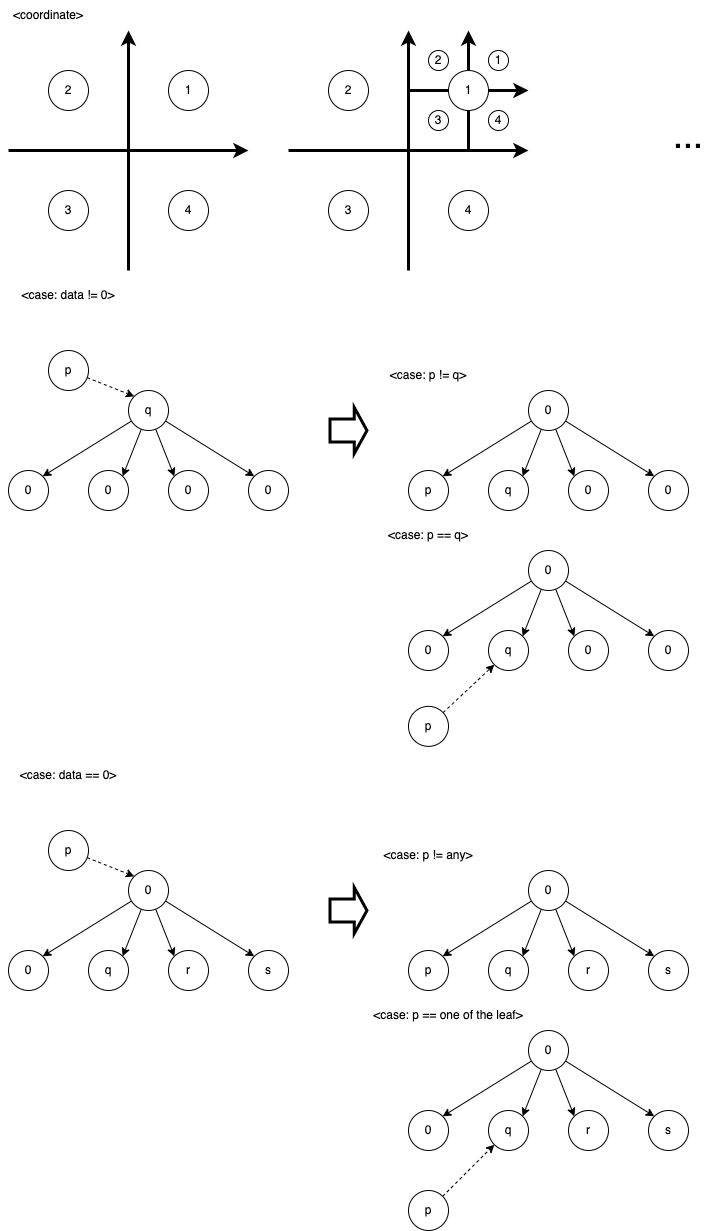 <coordinate>
2 1
3 4
2 2 1 1
3 4
3 4
...
<case: data != 0>
p
q
0 0 0 0
<case: p != q>
0
p q 0 0
<case: p == q>
0
0 q 0 0
p
<case: data == 0>
p
0
0 q r s
<case: p != any>
0
p q r s
<case: p == one of the leaf>
0
0 q r s
p